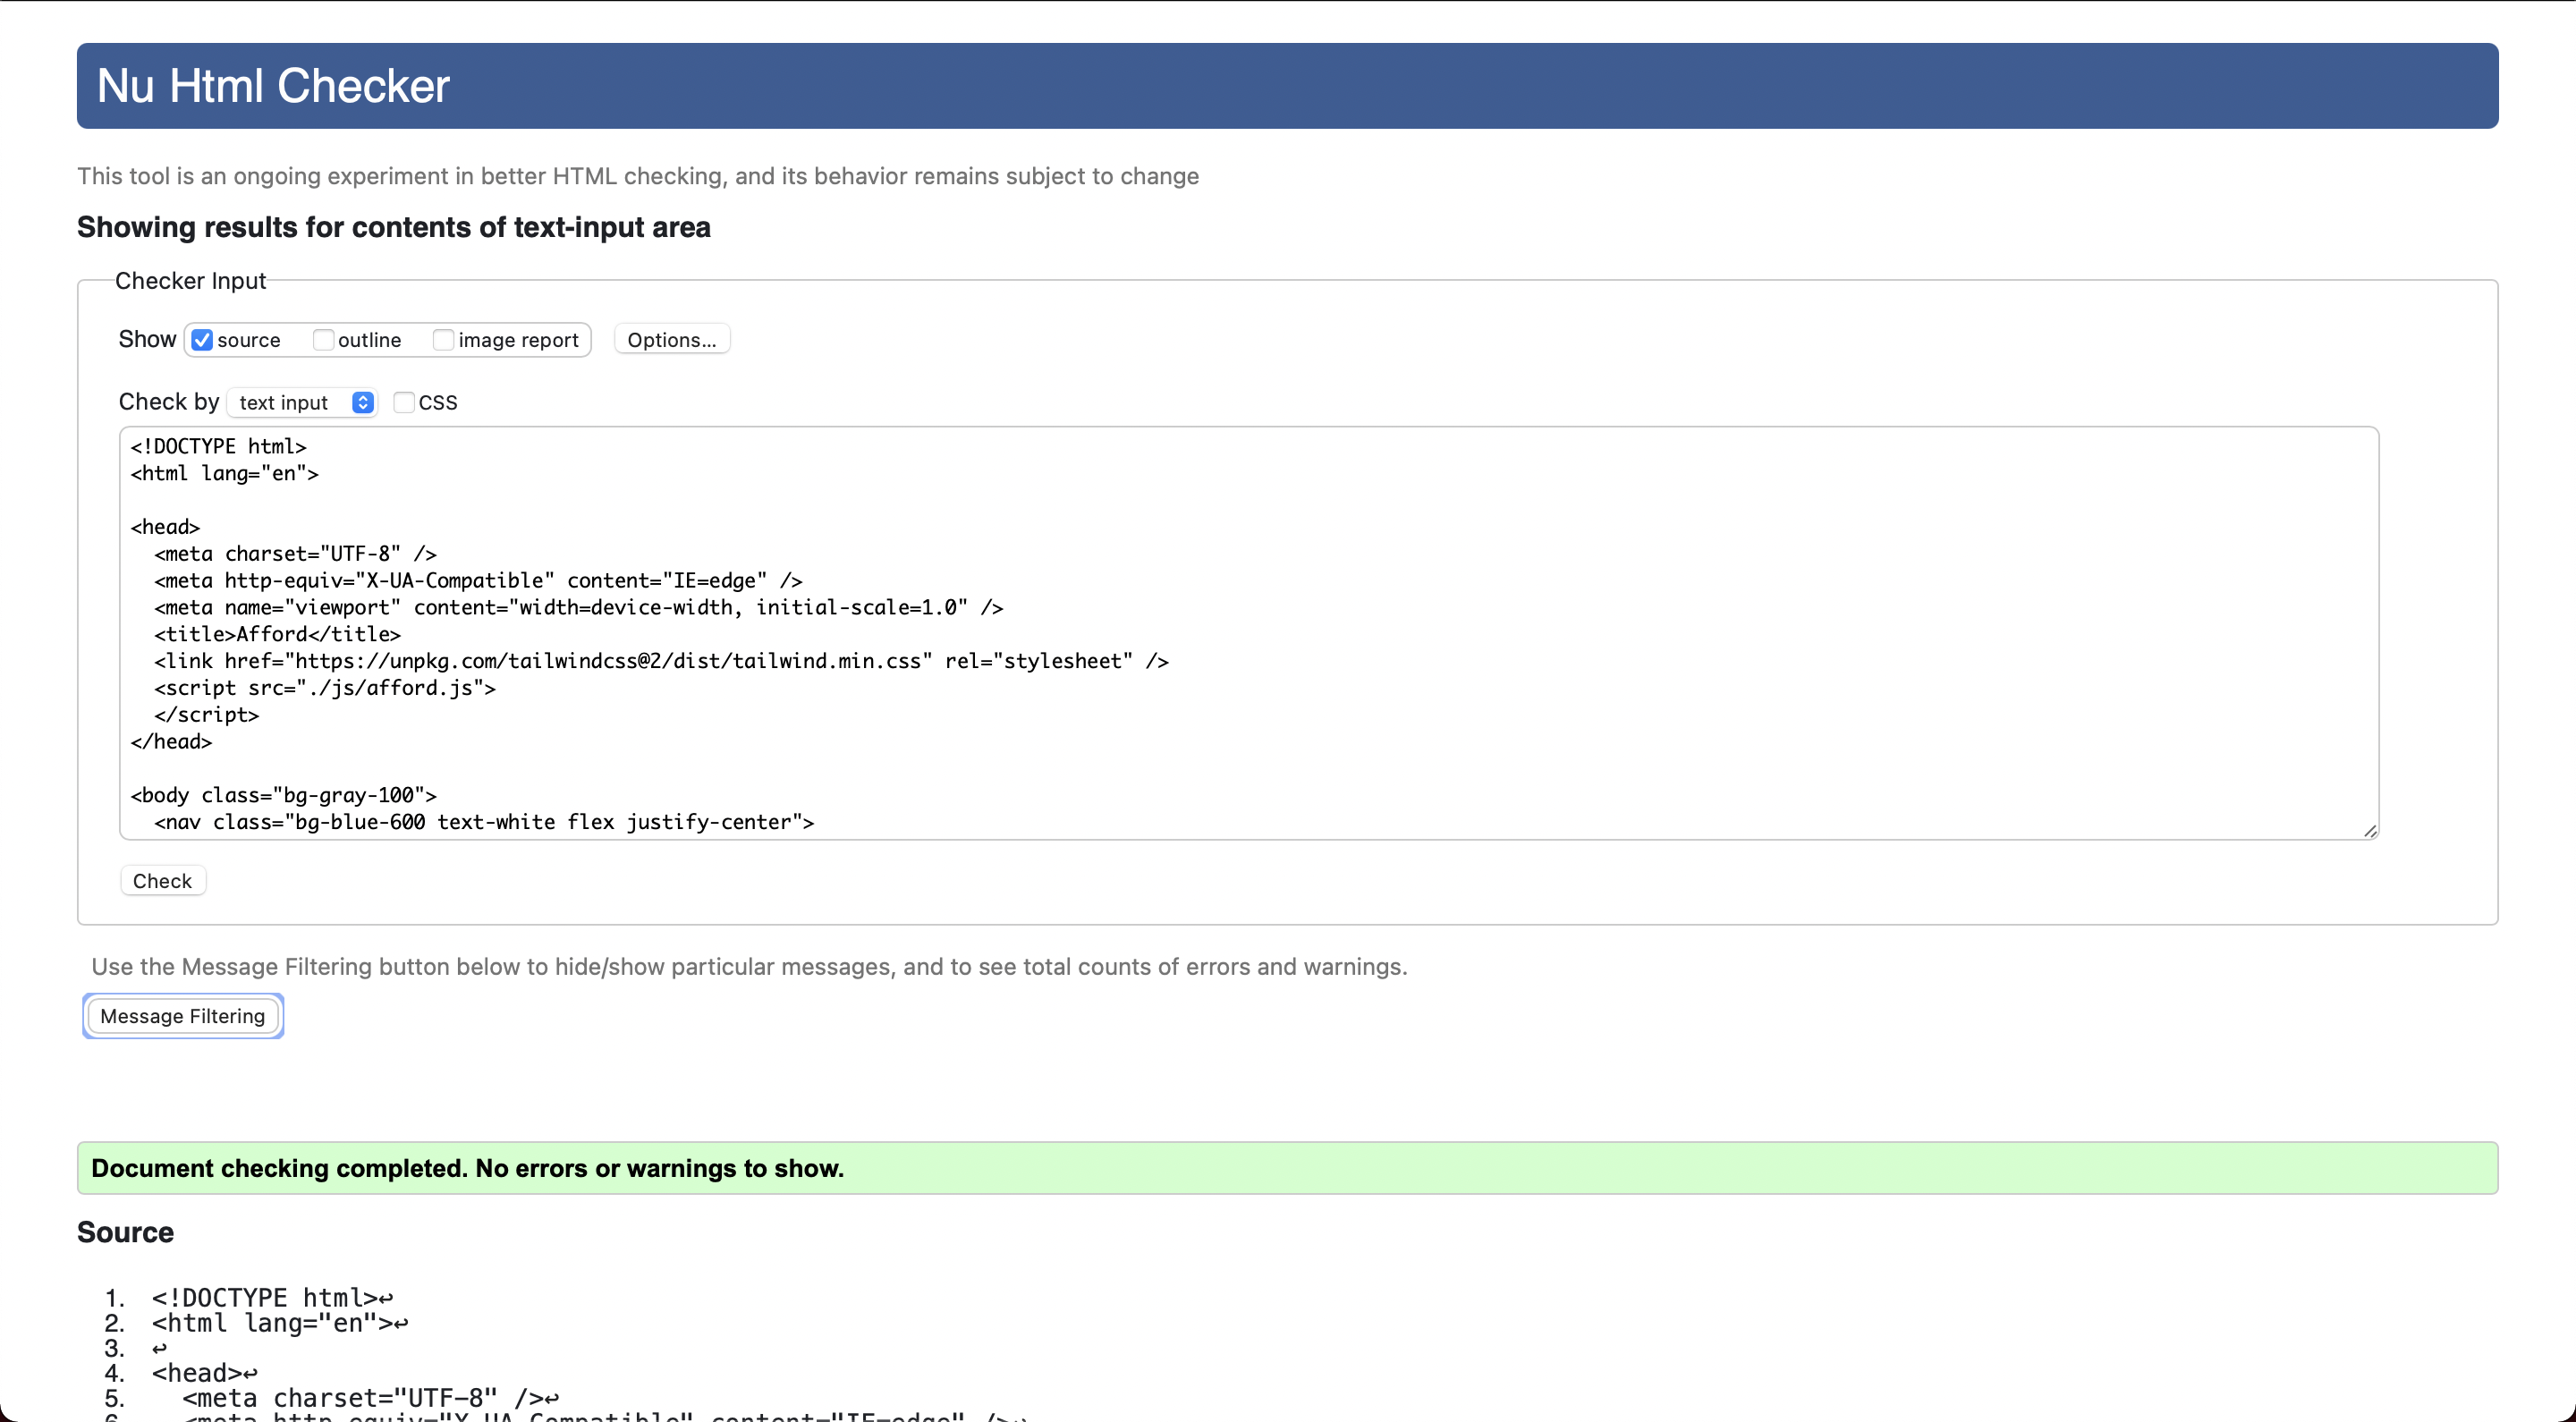 Nu Html Checker
This tool is an ongoing experiment in better HTML checking, and its behavior remains subject to change
Showing results for contents of text-input area
Checker Input
Show source outline image report Options...
Check by text input CSS
<!DOCTYPE html>
<html lang="en">
<head>
<meta charset="UTF-8" />
<meta http-equiv="X-UA-Compatible" content="IE=edge" />
<meta name="viewport" content="width=device-width, initial-scale=1.0" />
<title>Afford</title>
<link href="https://unpkg.com/tailwindcss@2/dist/tailwind.min.css" rel="stylesheet" />
<script src="./js/afford.js">
</script>
</head>
<body class="bg-gray-100">
<nav class="bg-blue-600 text-white flex justify-center">
Check
Use the Message Filtering button below to hide/show particular messages, and to see total counts of errors and warnings.
Message Filtering
Document checking completed. No errors or warnings to show.
Source
1. <!DOCTYPE html>↩
2. <html lang="en">↩
3. ↩
4. <head>↩
5. <meta charset="UTF-8" />↩
6. <meta http-equiv="X-UA-Compatible" content="IE=edge" />↩